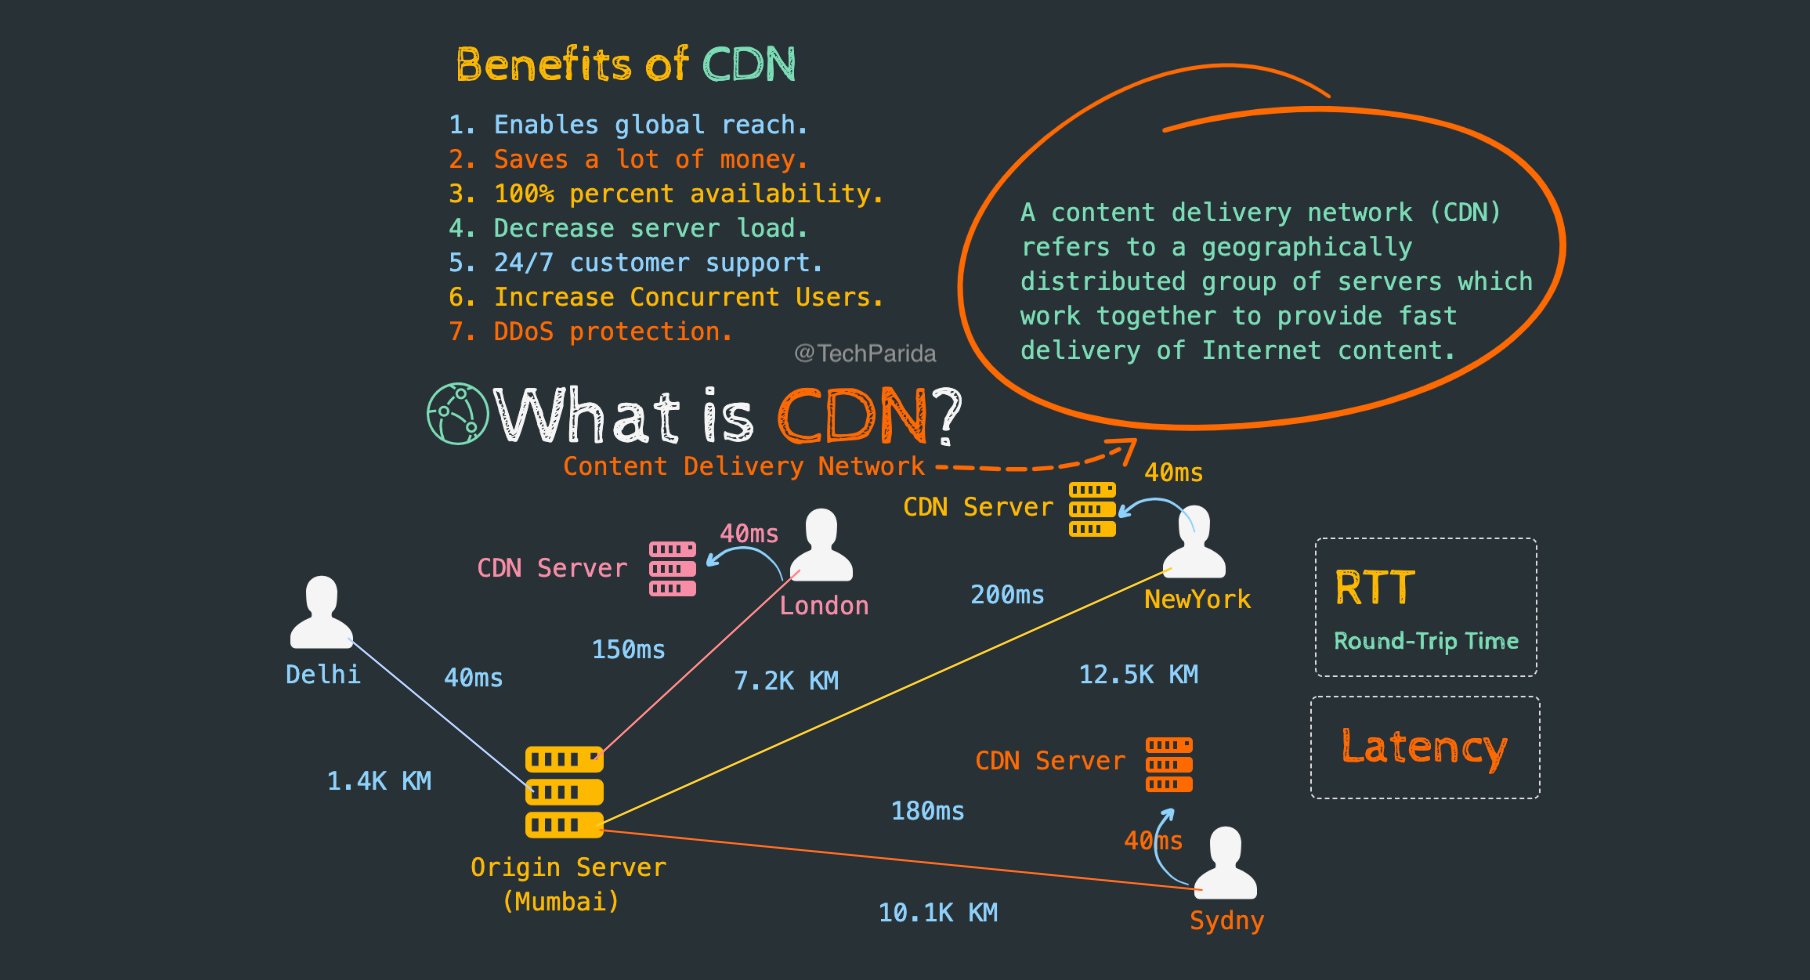 Benefits of CDN
1. Enables global reach.
2. Saves a lot of money.
3. 100% percent availability.
4. Decrease server load.
5. 24/7 customer support.
6. Increase Concurrent Users.
7. DDoS protection.
@TechParida
A content delivery network (CDN)
refers to a geographically
distributed group of servers which
work together to provide fast
delivery of Internet content.
What is CDN?
Content Delivery Network
40ms
CDN Server
40ms
CDN Server
London
200ms
NewYork
RTT
Round-Trip Time
150ms
Delhi
40ms
7.2K KM
12.5K KM
Latency
CDN Server
1.4K KM
180ms
40ms
Origin Server
(Mumbai)
10.1K KM
Sydny